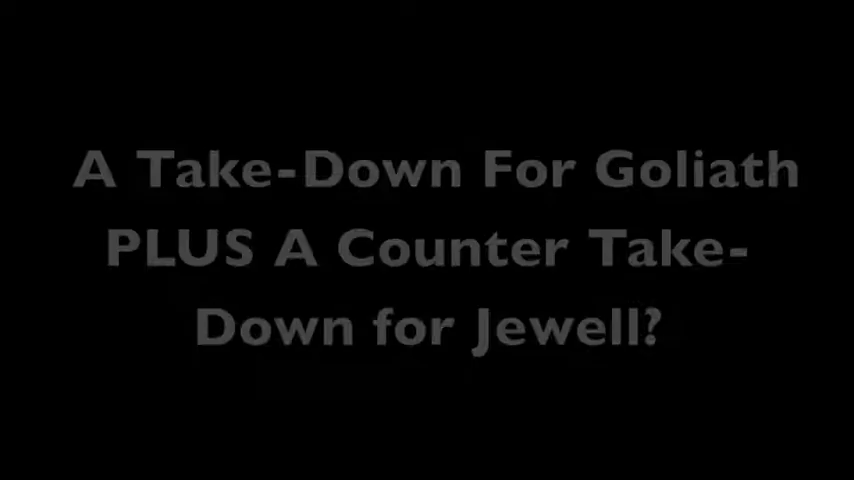 A Take-Down For Goliath
PLUS A Counter Take-
Down for Jewell?